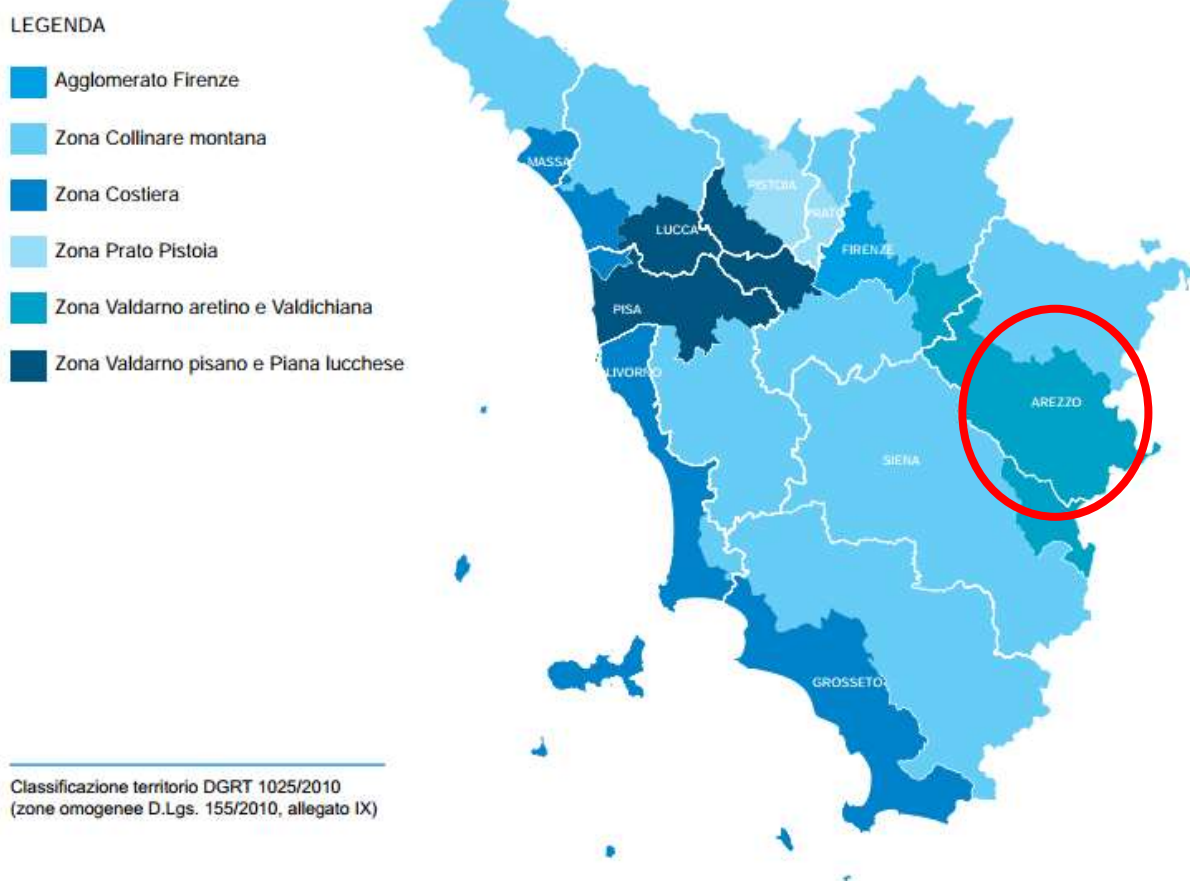 LEGENDA
Agglomerato Firenze
Zona Collinare montana
Zona Costiera
Zona Prato Pistoia
Zona Valdarno aretino e Valdichiana
Zona Valdarno pisano e Piana lucchese
MASSA
PISTOIA
PRATO
LUCCA
FIRENZE
PISA
LIVORNO
AREZZO
SIENA
GROSSETO
Classificazione territorio DGRT 1025/2010
(zone omogenee D.Lgs. 155/2010, allegato IX)